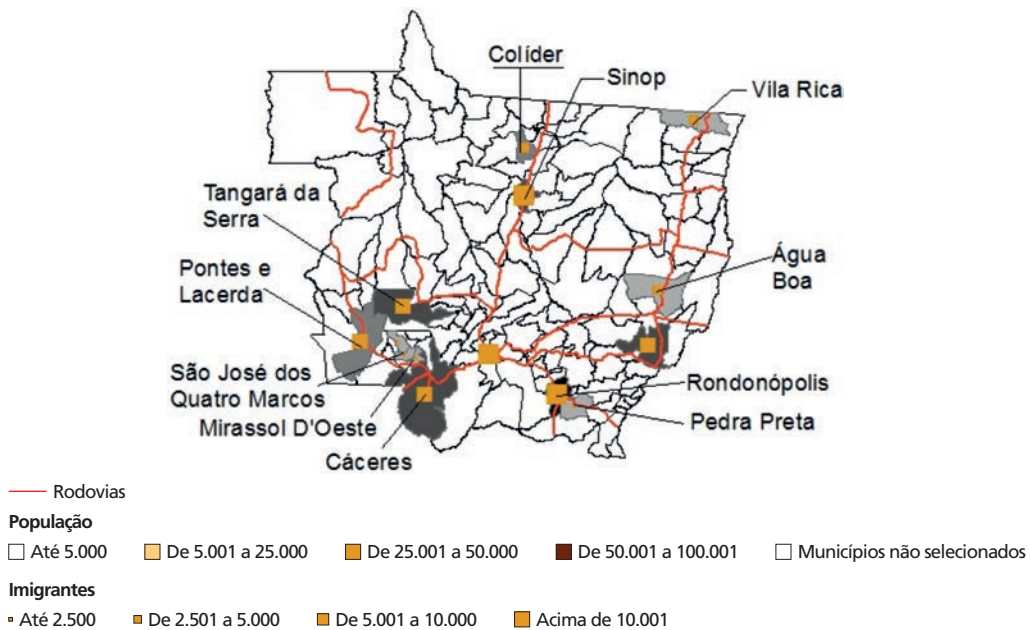 Colíder
Sinop
Vila Rica
Tangará da
Serra
Água
Boa
Pontes e
Lacerda
São José dos
Quatro Marcos
Rondonópolis
Mirassol D'Oeste
Pedra Preta
Cáceres
Rodovias
População
Até 5.000 De 5.001 a 25.000 De 25.001 a 50.000 De 50.001 a 100.001 Municípios não selecionados
Imigrantes
Até 2.500 De 2.501 a 5.000 De 5.001 a 10.000 Acima de 10.001